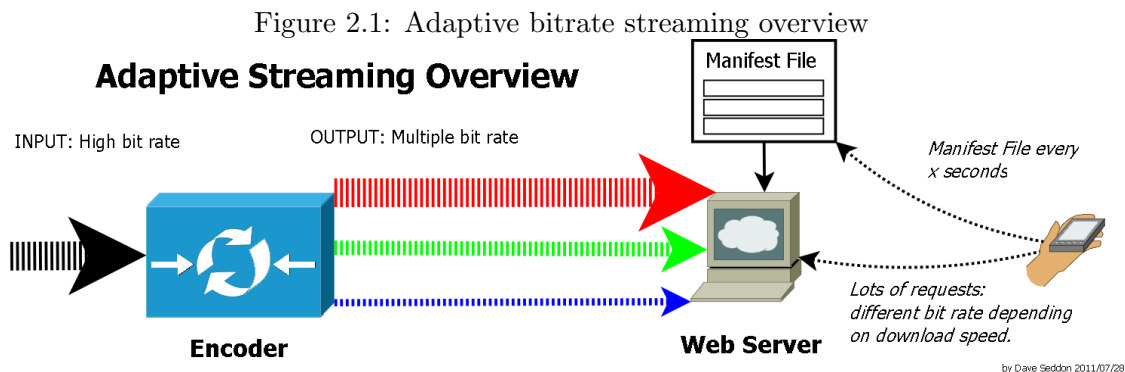 Figure 2.1: Adaptive bitrate streaming overview
Adaptive Streaming Overview
Manifest File
INPUT: High bit rate
OUTPUT: Multiple bit rate
Manifest File every
x seconds
Lots of requests:
different bit rate depending
on download speed.
Encoder
Web Server
by Dave Seddon 2011/07/28